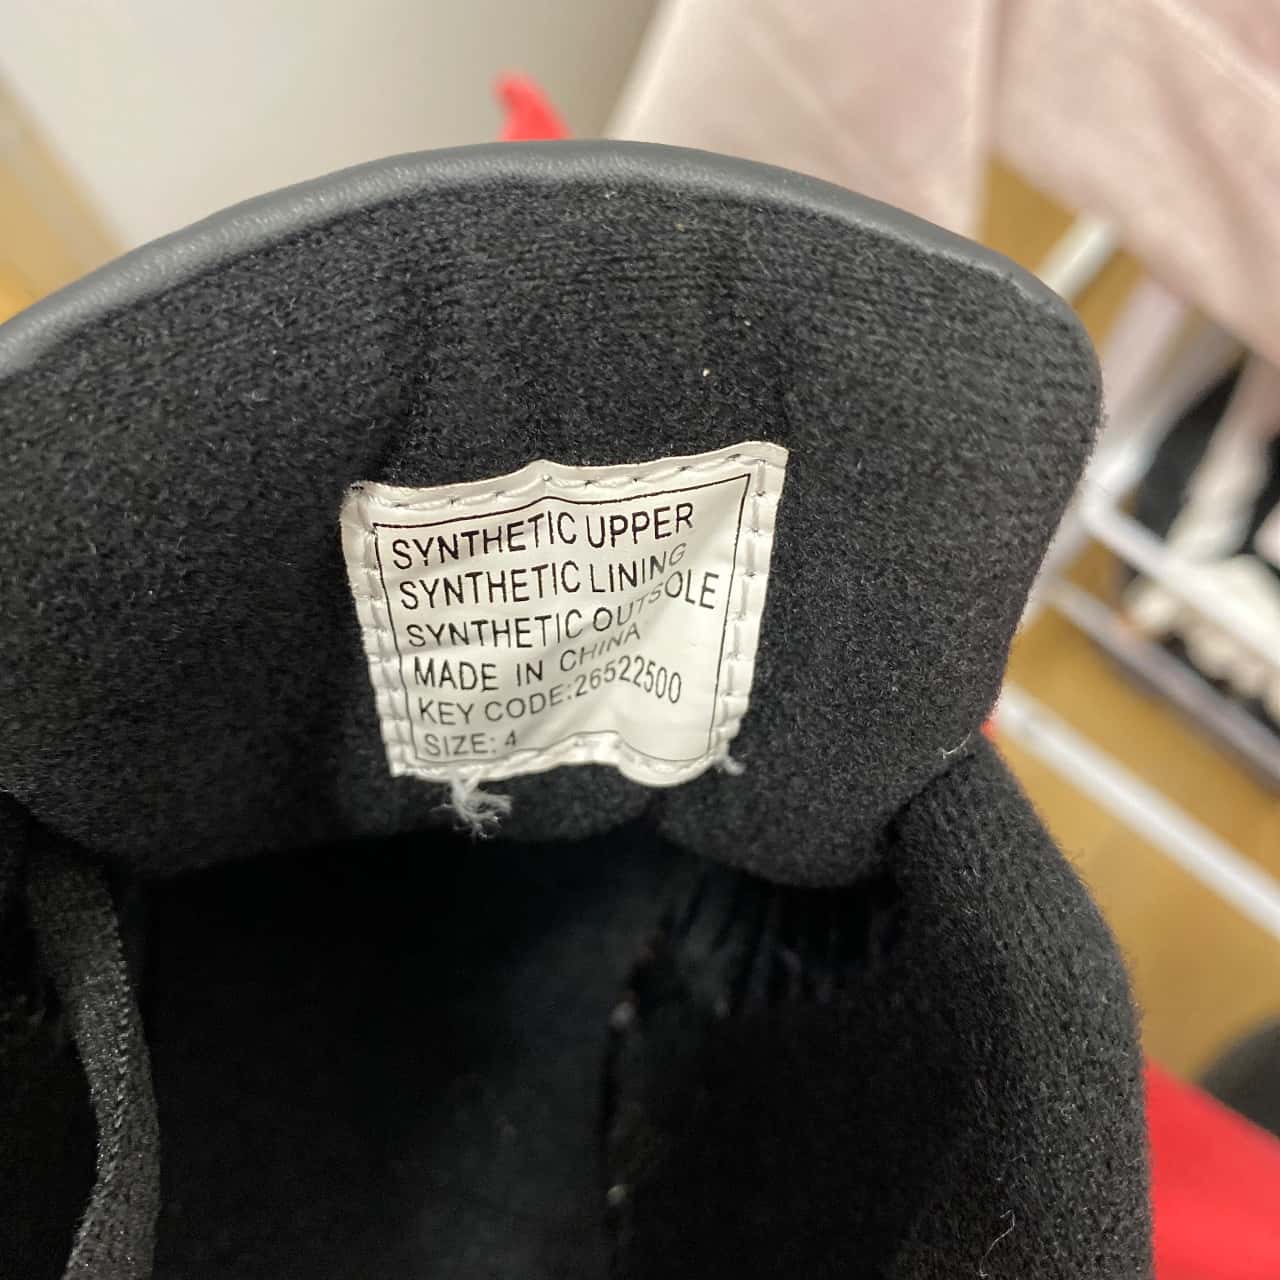 SYNTHETIC UPPER
SYNTHETIC LINING
SYNTHETIC OUTSOLE
MADE IN CHINA
KEY CODE:26522500
SIZE: 4